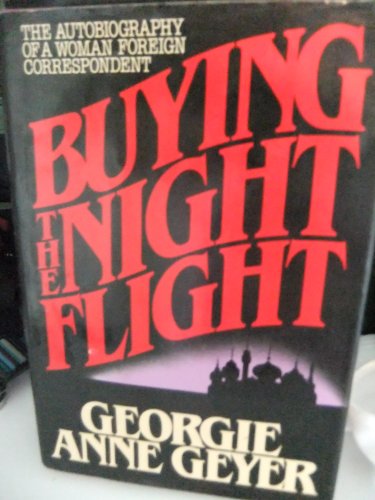 THE AUTOBIOGRAPHY
OF A WOMAN FOREIGN
CORRESPONDENT
BUYING
THE NIGHT
FLIGHT
GEORGIE
ANNE GEYER